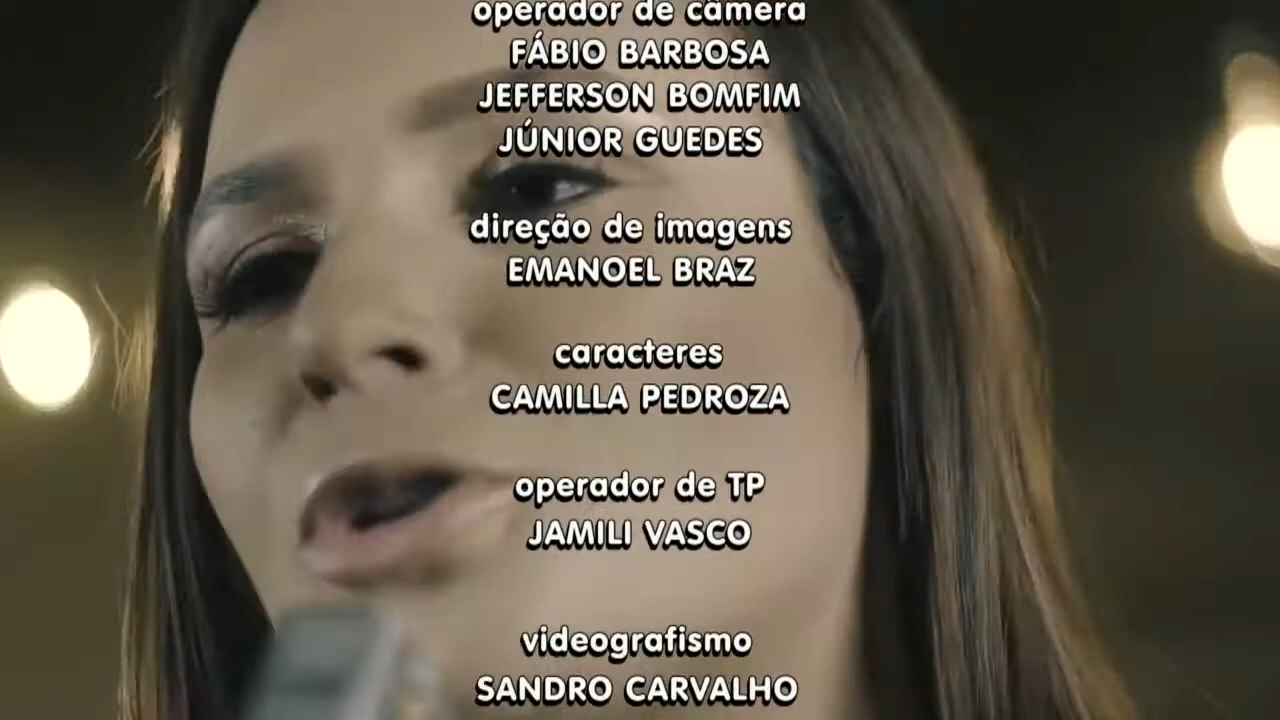 operador de câmera
FÁBIO BARBOSA
JEFFERSON BOMFIM
JÚNIOR GUEDES
direção de imagens
EMANOEL BRAZ
caracteres
CAMILLA PEDROZA
operador de TP
JAMILI VASCO
videografismo
SANDRO CARVALHO